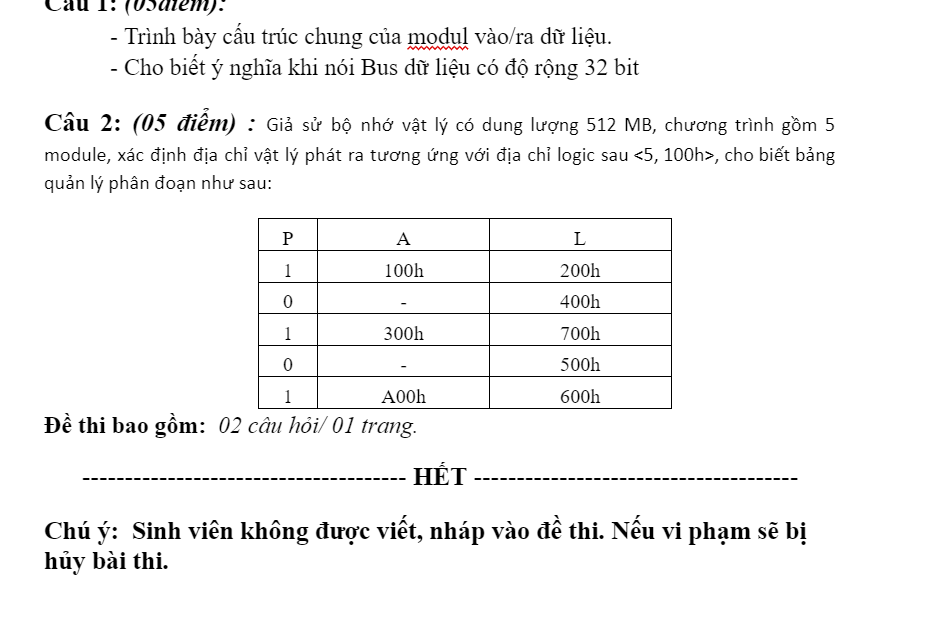 Câu 1: (05điểm):
- Trình bày cấu trúc chung của modul vào/ra dữ liệu.
- Cho biết ý nghĩa khi nói Bus dữ liệu có độ rộng 32 bit
Câu 2: (05 điểm) : Giả sử bộ nhớ vật lý có dung lượng 512 MB, chương trình gồm 5
module, xác định địa chỉ vật lý phát ra tương ứng với địa chỉ logic sau <5, 100h>, cho biết bảng
quản lý phân đoạn như sau:
P A L
1 100h 200h
0 - 400h
1 300h 700h
0 - 500h
1 A00h 600h
Đề thi bao gồm: 02 câu hỏi/ 01 trang.
-------------------------------------- HẾT --------------------------------------
Chú ý: Sinh viên không được viết, nháp vào đề thi. Nếu vi phạm sẽ bị
hủy bài thi.